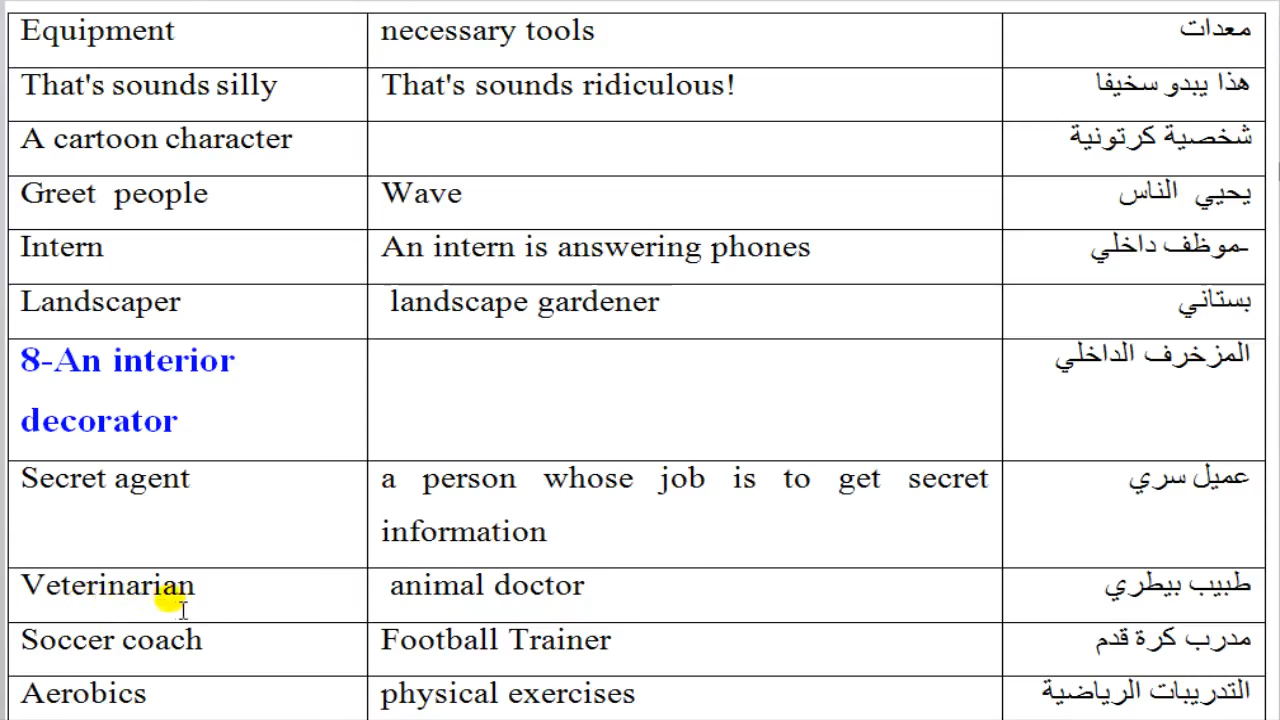 Equipment necessary tools معدات
That's sounds silly That's sounds ridiculous! هذا يبدو سخيفا
A cartoon character شخصية كرتونية
Greet people Wave يحيي الناس
Intern An intern is answering phones -موظف داخلي
Landscaper landscape gardener بستاني
8-An interior المزخرف الداخلي
decorator
Secret agent a person whose job is to get secret عميل سري
information
Veterinarian animal doctor طبيب بيطري
Soccer coach Football Trainer مدرب كرة قدم
Aerobics physical exercises التدريبات الرياضية